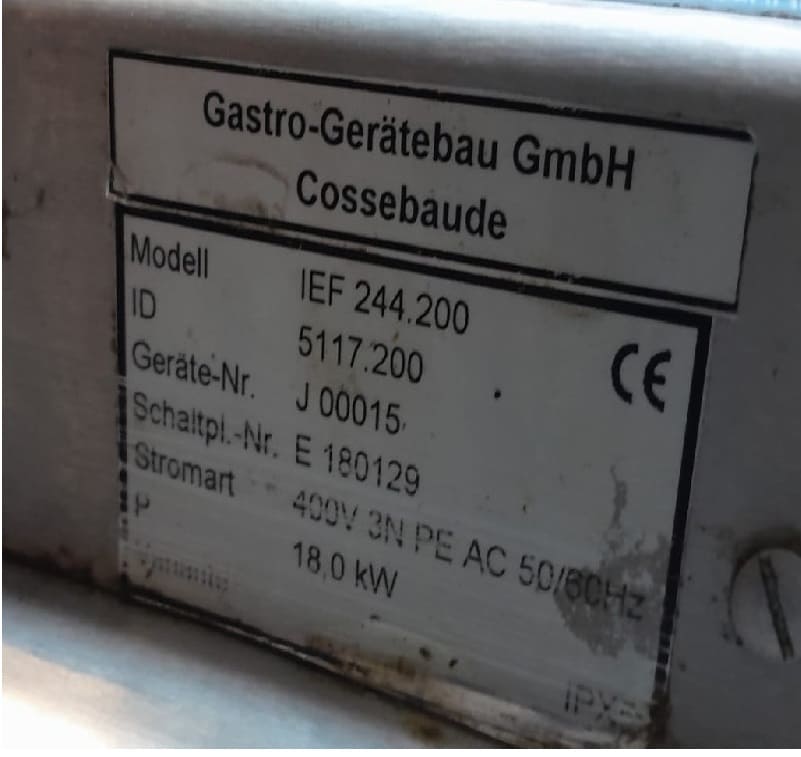 Gastro-Gerätebau GmbH
Cossebaude
Modell IEF 244.200
ID 5117.200
Geräte-Nr. J 00015
Schaltpl.-Nr. E 180129
Stromart 400V 3N PE AC 50/60Hz
P 18,0 kW
CE